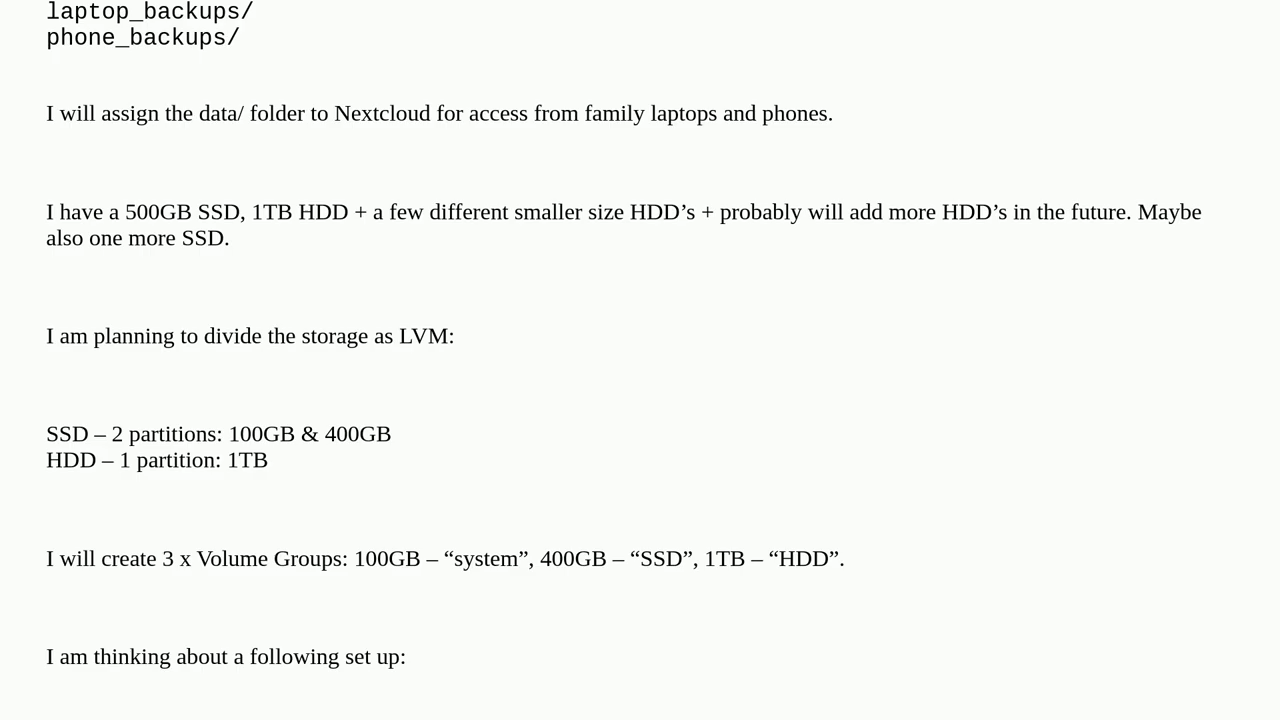 laptop_backups/
phone_backups/
I will assign the data/ folder to Nextcloud for access from family laptops and phones.
I have a 500GB SSD, 1TB HDD + a few different smaller size HDD’s + probably will add more HDD’s in the future. Maybe
also one more SSD.
I am planning to divide the storage as LVM:
SSD – 2 partitions: 100GB & 400GB
HDD – 1 partition: 1TB
I will create 3 x Volume Groups: 100GB – “system”, 400GB – “SSD”, 1TB – “HDD”.
I am thinking about a following set up: